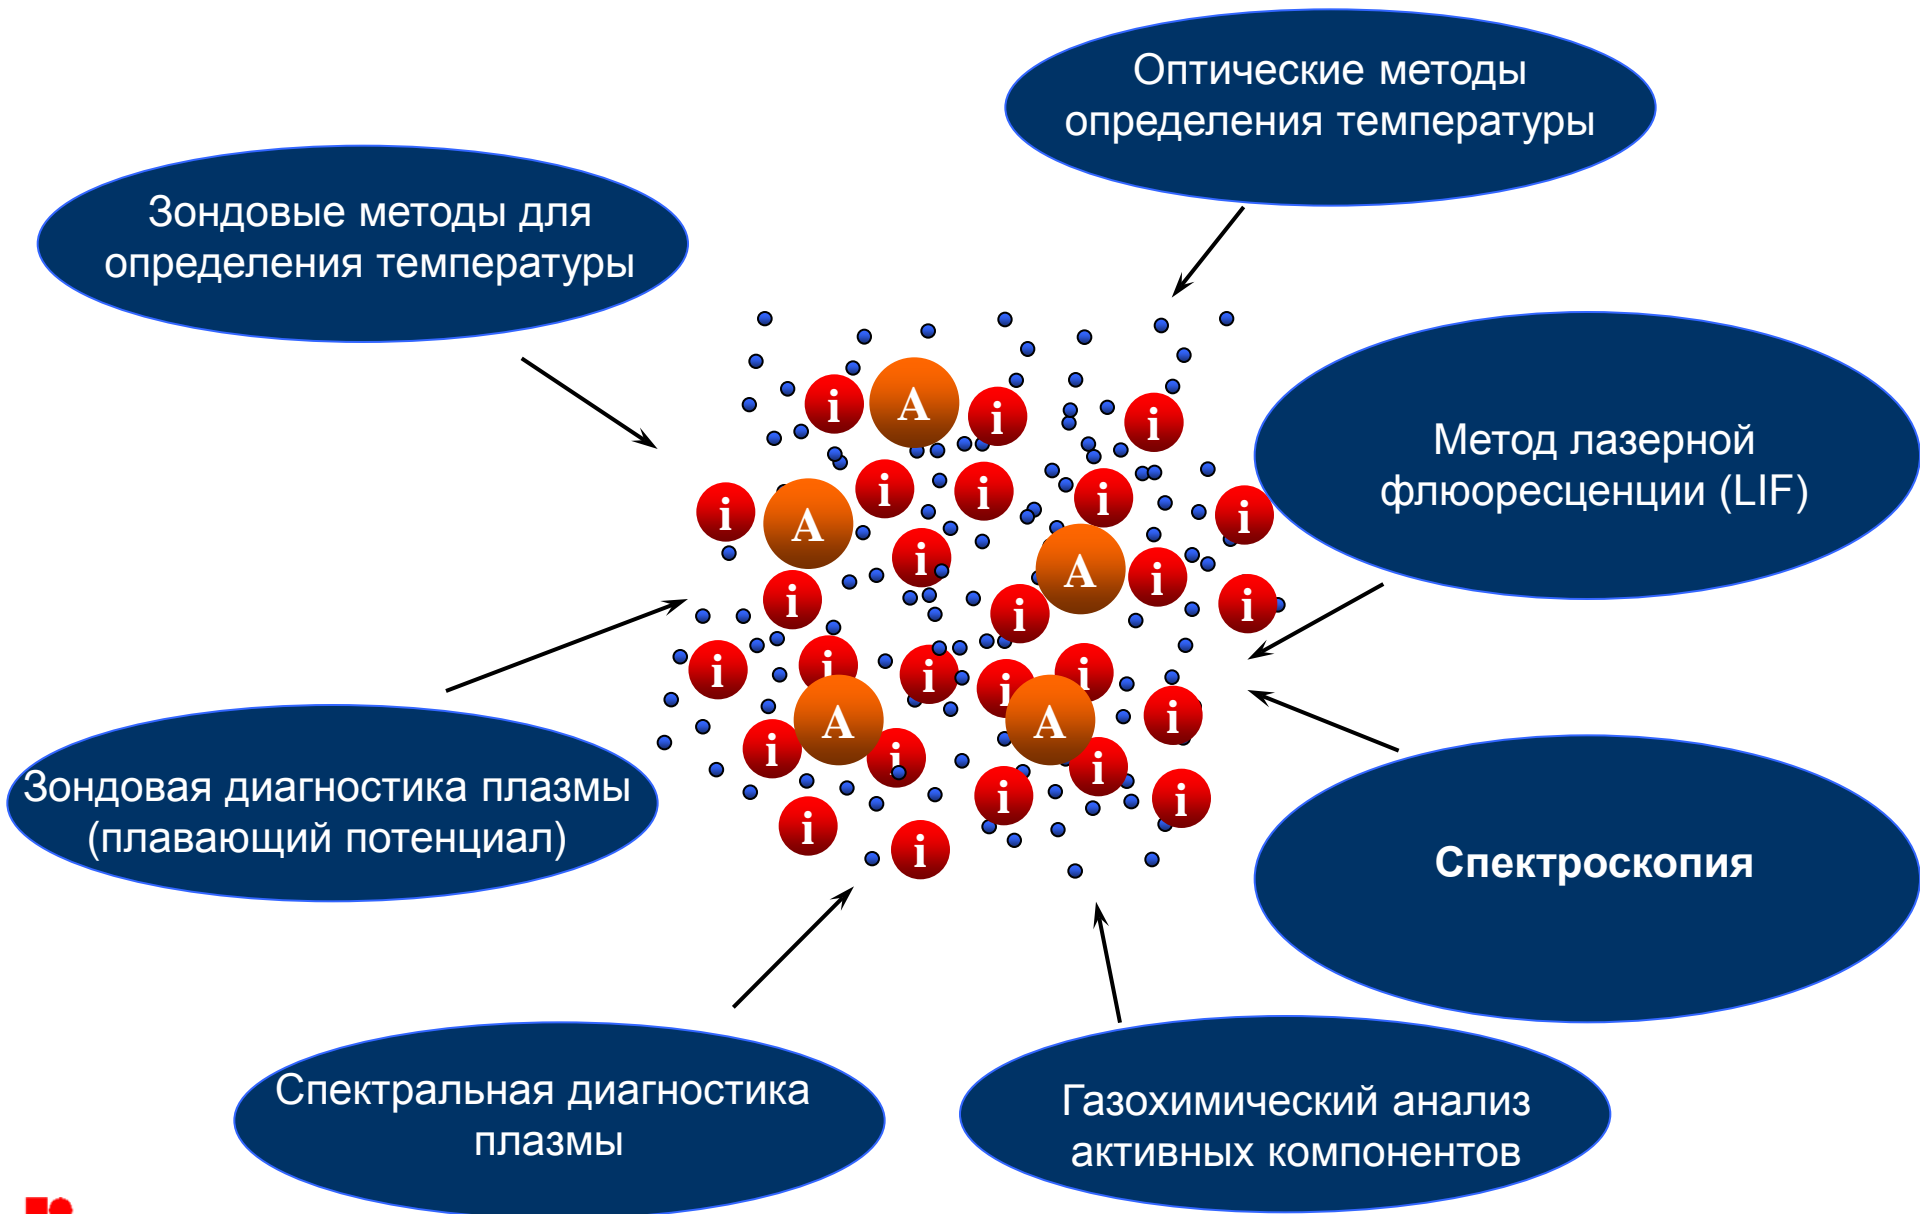 Оптические методы
определения температуры
Зондовые методы для
определения температуры
Метод лазерной
флюоресценции (LIF)
Зондовая диагностика плазмы
(плавающий потенциал)
Спектроскопия
Спектральная диагностика
плазмы
Газохимический анализ
активных компонентов
i
A
i
i
i
i
i
i
A
i
i
A
i
i
i
i
i
i
i
i
i
i
A
A
i
i
i
i
i
i
i
i